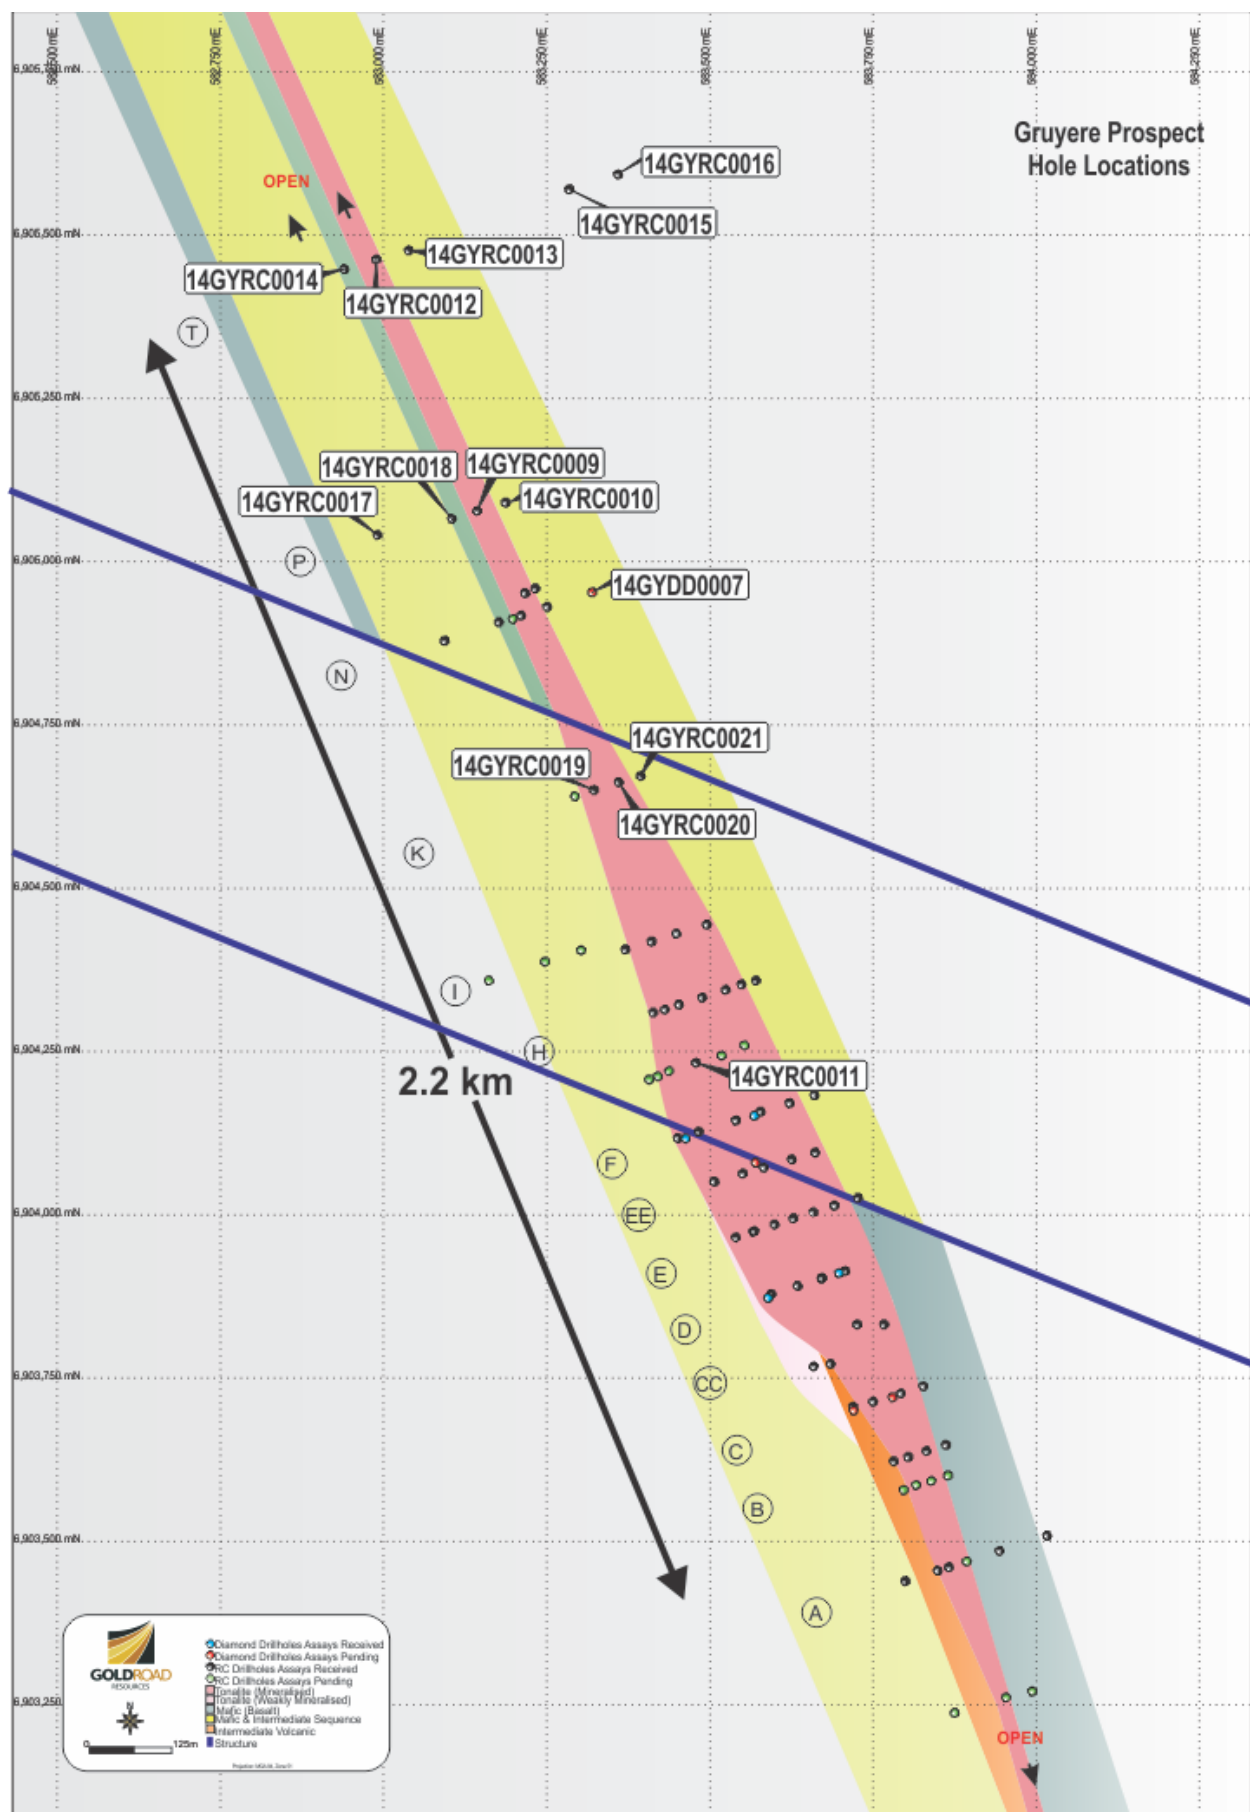 582,500 mE
582,750 mE
583,000 mE
583,250 mE
583,500 mE
583,750 mE
584,000 mE
584,250 mE
Gruyere Prospect
Hole Locations
14GYRC0016
OPEN
14GYRC0015
6,905,500 mN
14GYRC0013
14GYRC0014
14GYRC0012
T
6,905,250 mN
14GYRC0018
14GYRC0009
14GYRC0017
14GYRC0010
6,905,000 mN
P
14GYDD0007
N
6,904,750 mN
14GYRC0021
14GYRC0019
14GYRC0020
K
6,904,500 mN
I
6,904,250 mN
H
2.2 km
14GYRC0011
F
EE
6,904,000 mN
E
D
6,903,750 mN
CC
C
B
6,903,500 mN
A
GOLDROAD
RESOURCES
N
0 125m
Diamond Drillholes Assays Received
Diamond Drillholes Assays Pending
RC Drillholes Assays Received
RC Drillholes Assays Pending
Tonalite (Mineralised)
Tonalite (Weakly Mineralised)
Mafic (Basalt)
Mafic & Intermediate Sequence
Intermediate Volcanic
Structure
6,903,250
OPEN